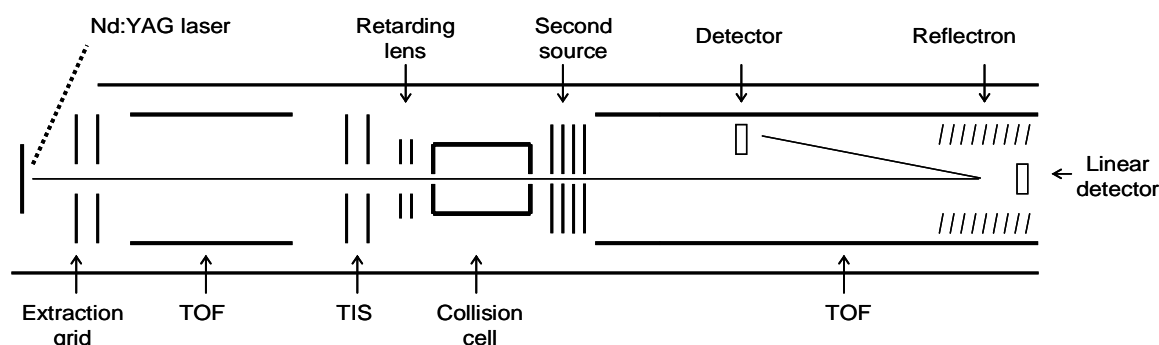 Nd:YAG laser
Retarding
lens
Second
source
Detector
Reflectron
Linear
detector
Extraction
grid
TOF
TIS
Collision
cell
TOF